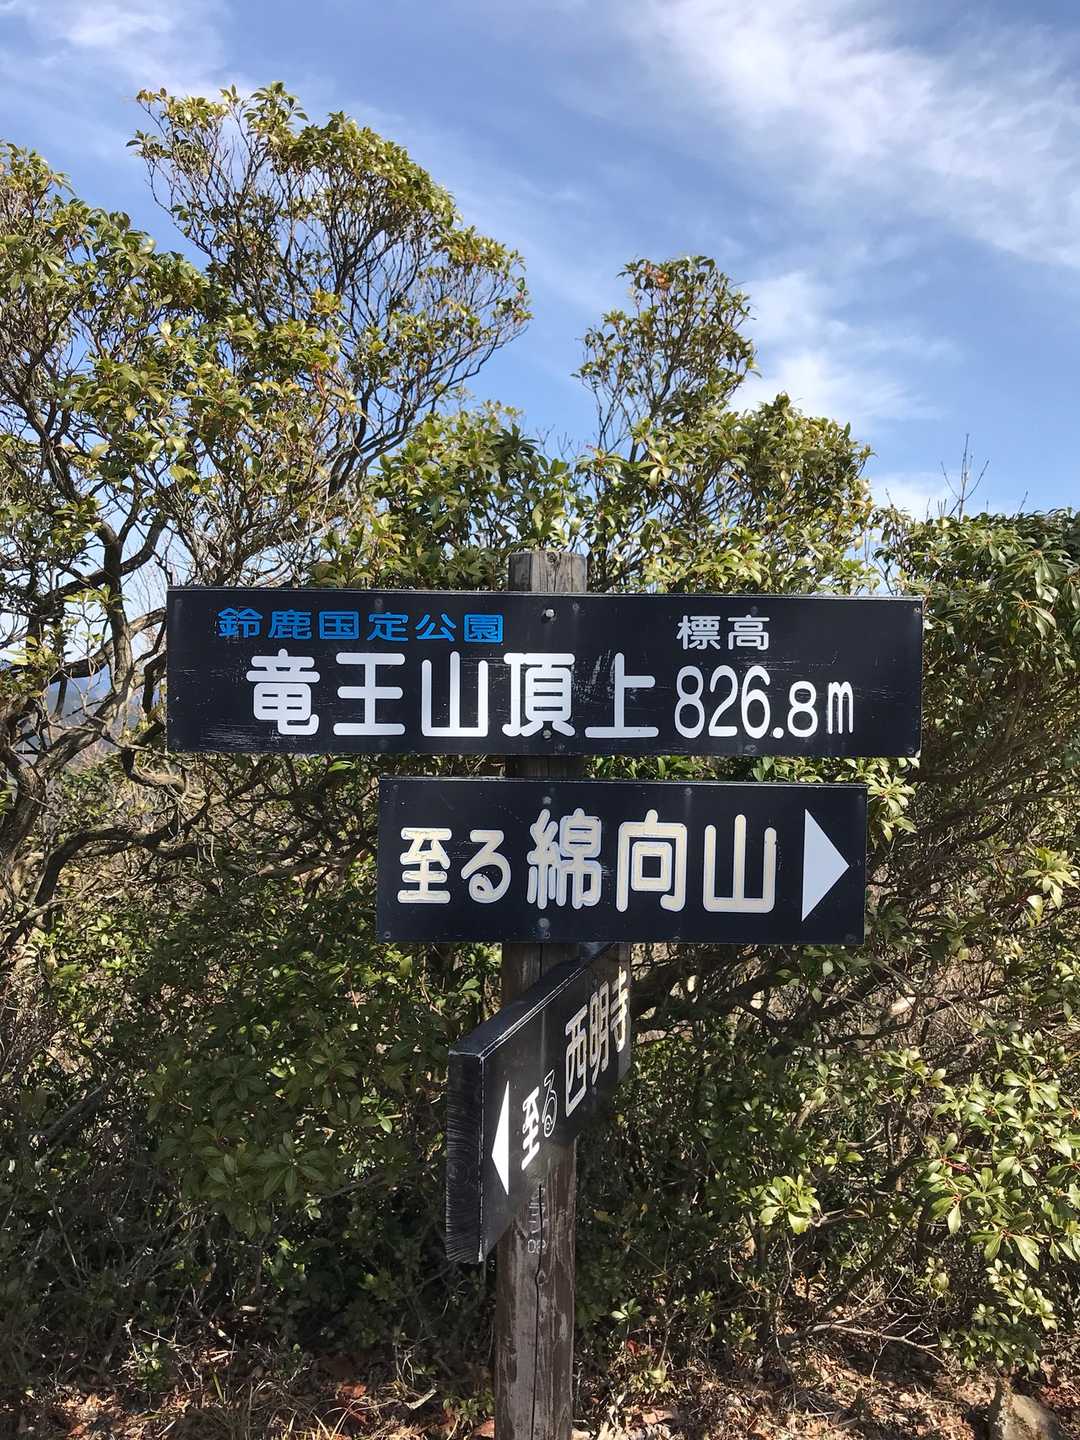 鈴鹿国定公園
標高
竜王山頂上 826.8m
至る 綿向山
至る 西明寺